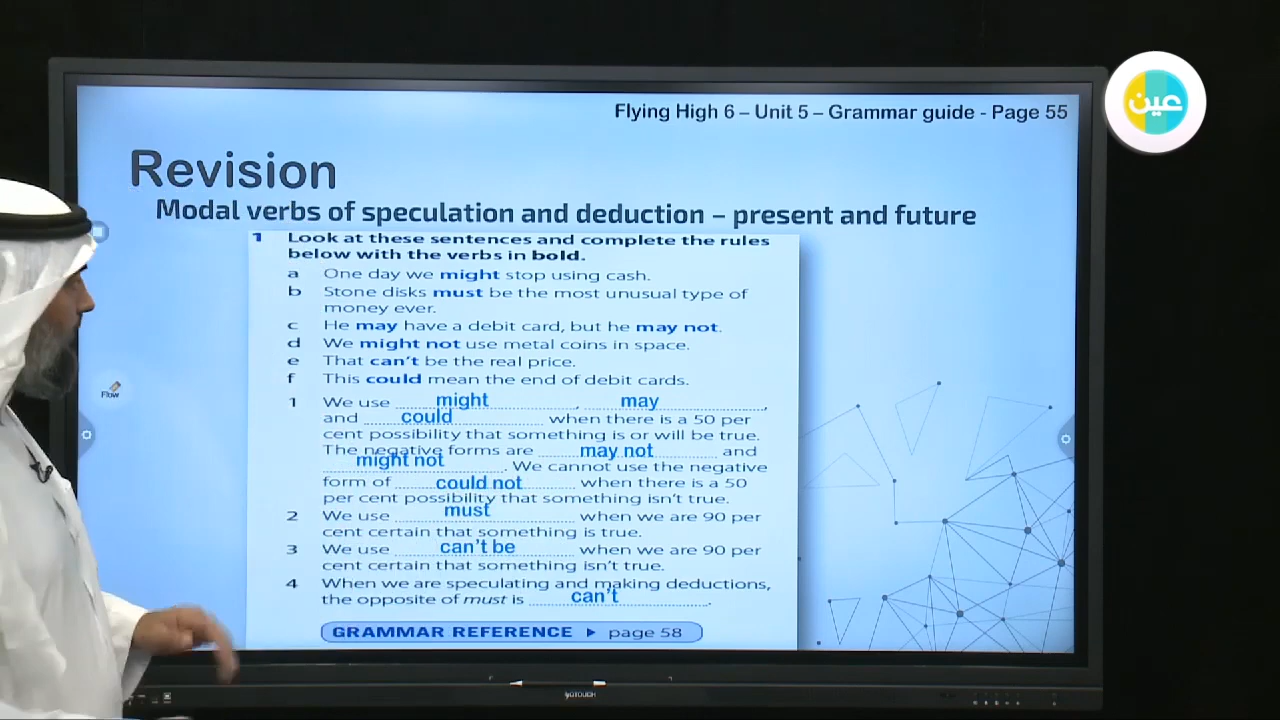 Flying High 6 – Unit 5 – Grammar guide - Page 55
عين
Revision
Modal verbs of speculation and deduction – present and future
1 Look at these sentences and complete the rules
below with the verbs in bold.
a One day we might stop using cash.
b Stone disks must be the most unusual type of
money ever.
c He may have a debit card, but he may not.
d We might not use metal coins in space.
e That can't be the real price.
f This could mean the end of debit cards.
1 We use might, may,
and could when there is a 50 per
cent possibility that something is or will be true.
The negative forms are may not and
might not. We cannot use the negative
form of could not when there is a 50
per cent possibility that something isn't true.
2 We use must when we are 90 per
cent certain that something is true.
3 We use can't be when we are 90 per
cent certain that something isn't true.
4 When we are speculating and making deductions,
the opposite of must is can't.
GRAMMAR REFERENCE ▶ page 58
Flow